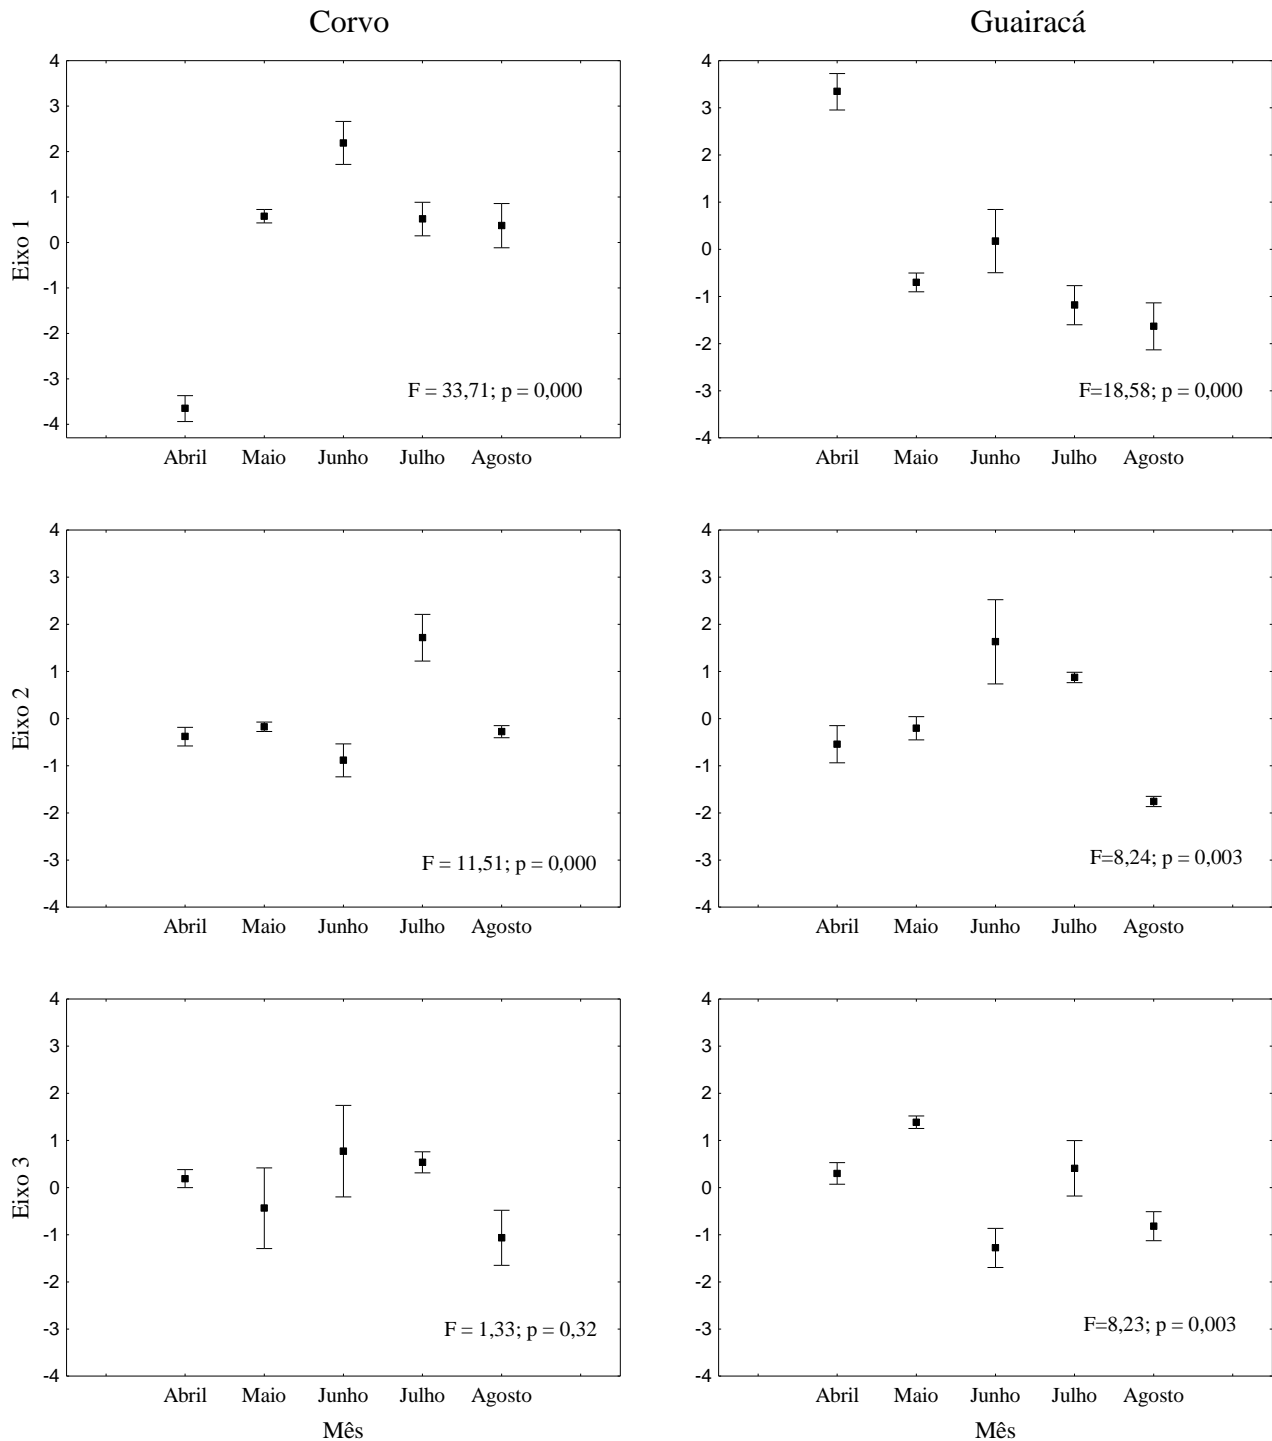 Corvo
Guairacá
4
3
2
1
0
-1
-2
-3
-4
Eixo 1
F = 33,71; p = 0,000
Abril Maio Junho Julho Agosto
4
3
2
1
0
-1
-2
-3
-4
F=18,58; p = 0,000
Abril Maio Junho Julho Agosto
4
3
2
1
0
-1
-2
-3
-4
Eixo 2
F = 11,51; p = 0,000
Abril Maio Junho Julho Agosto
4
3
2
1
0
-1
-2
-3
-4
F=8,24; p = 0,003
Abril Maio Junho Julho Agosto
4
3
2
1
0
-1
-2
-3
-4
Eixo 3
F = 1,33; p = 0,32
Abril Maio Junho Julho Agosto
Mês
4
3
2
1
0
-1
-2
-3
-4
F=8,23; p = 0,003
Abril Maio Junho Julho Agosto
Mês